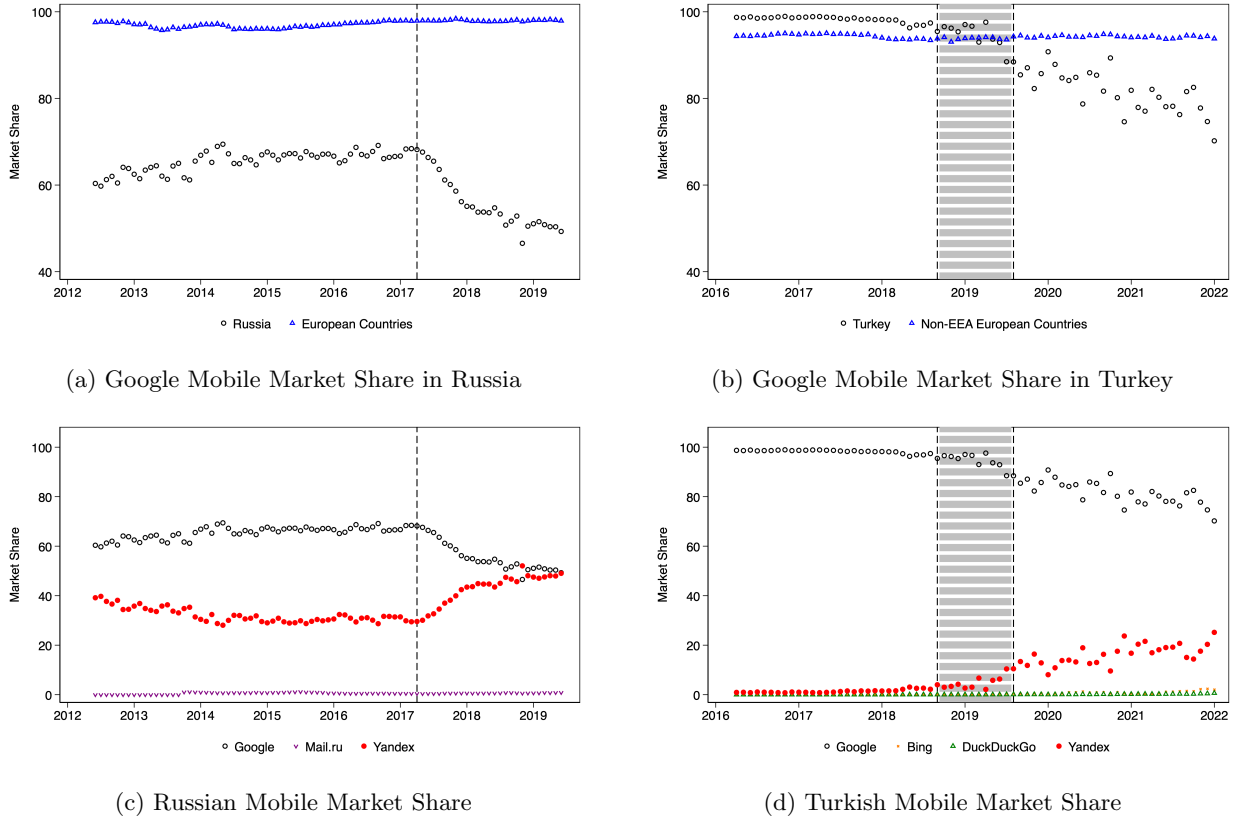 100
80
60
40
Market Share
2012 2013 2014 2015 2016 2017 2018 2019
Russia European Countries
(a) Google Mobile Market Share in Russia
100
80
60
40
Market Share
2016 2017 2018 2019 2020 2021 2022
Turkey Non-EEA European Countries
(b) Google Mobile Market Share in Turkey
100
80
60
40
20
0
Market Share
2012 2013 2014 2015 2016 2017 2018 2019
Google Mail.ru Yandex
(c) Russian Mobile Market Share
100
80
60
40
20
0
Market Share
2016 2017 2018 2019 2020 2021 2022
Google Bing DuckDuckGo Yandex
(d) Turkish Mobile Market Share